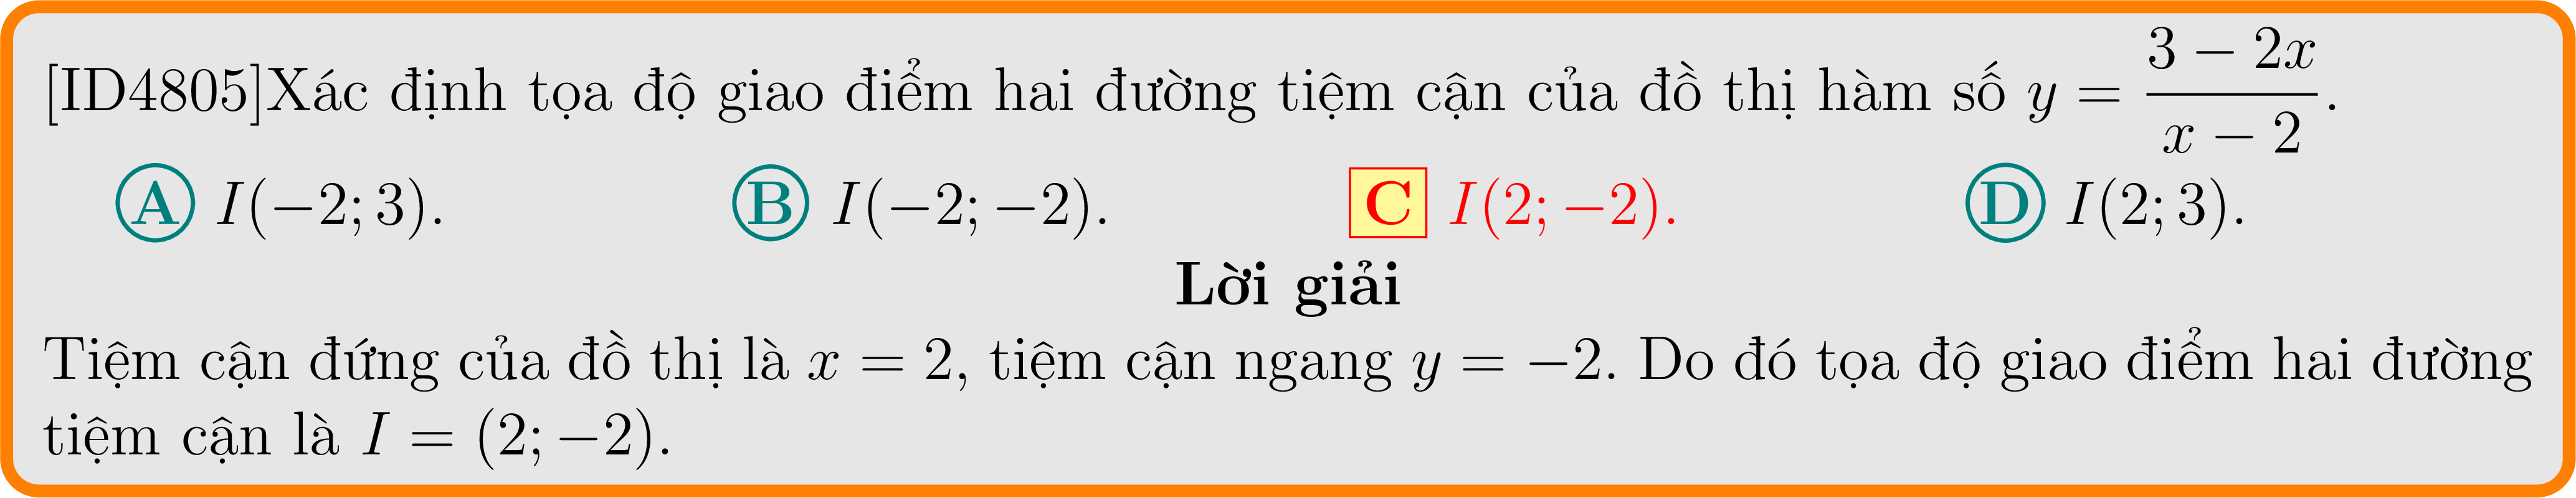 [ID4805]Xác định tọa độ giao điểm hai đường tiệm cận của đồ thị hàm số $y = \dfrac{3 - 2x}{x - 2}$.
A $I(-2; 3)$. B $I(-2; -2)$. C $I(2; -2)$. D $I(2; 3)$.
Lời giải
Tiệm cận đứng của đồ thị là $x = 2$, tiệm cận ngang $y = -2$. Do đó tọa độ giao điểm hai đường
tiệm cận là $I = (2; -2)$.